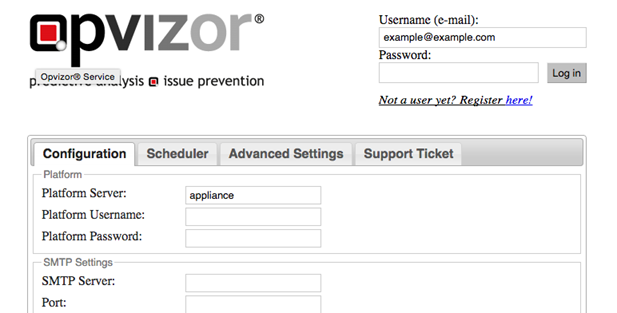 opvizor®
Opvizor® Service
predictive analysis issue prevention
Username (e-mail):
example@example.com
Password:
Log in
Not a user yet? Register here!
Configuration Scheduler Advanced Settings Support Ticket
Platform
Platform Server: appliance
Platform Username:
Platform Password:
SMTP Settings
SMTP Server:
Port: